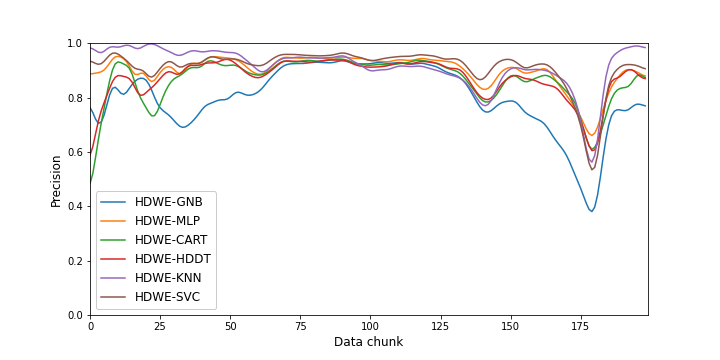 1.0
0.8
0.6
0.4
0.2
0.0
Precision
HDWE-GNB
HDWE-MLP
HDWE-CART
HDWE-HDDT
HDWE-KNN
HDWE-SVC
0 25 50 75 100 125 150 175
Data chunk